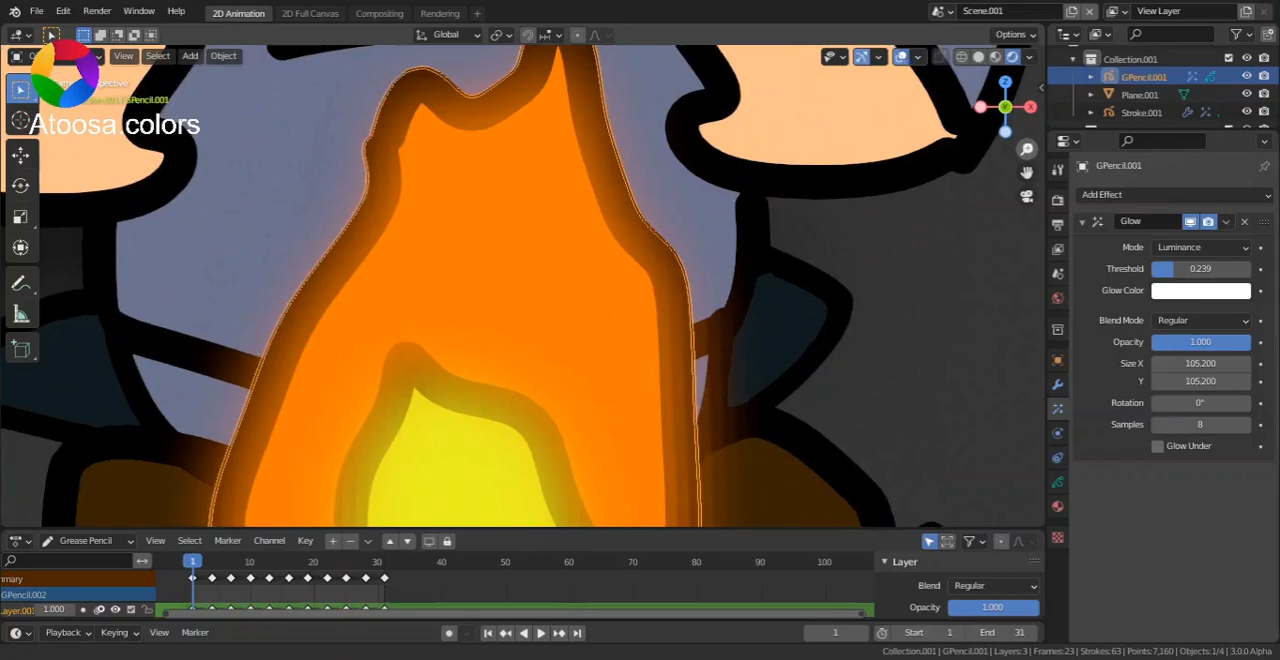 File Edit Render Window Help 2D Animation 2D Full Canvas Compositing Rendering + Scene.001 View Layer
Global Options
View Select Add Object
Collection.001
GPencil.001
Plane.001
Stroke.001
Atoosa.colors
GPencil.001
Add Effect
Glow
Mode Luminance
Threshold 0.239
Glow Color
Blend Mode Regular
Opacity 1.000
Size X 105.200
Y 105.200
Rotation 0°
Samples 8
Glow Under
Grease Pencil View Select Marker Channel Key
1 10 20 30 40 50 60 70 80 90 100
Layer
Blend Regular
Opacity 1.000
mmary
GPencil.002
Layer.001 1.000
Playback Keying View Marker 1 Start 1 End 31
Collection.001 | GPencil.001 | Layers:3 | Frames:23 | Strokes:63 | Points:7,160 | Objects:1/4 | 3.0.0 Alpha